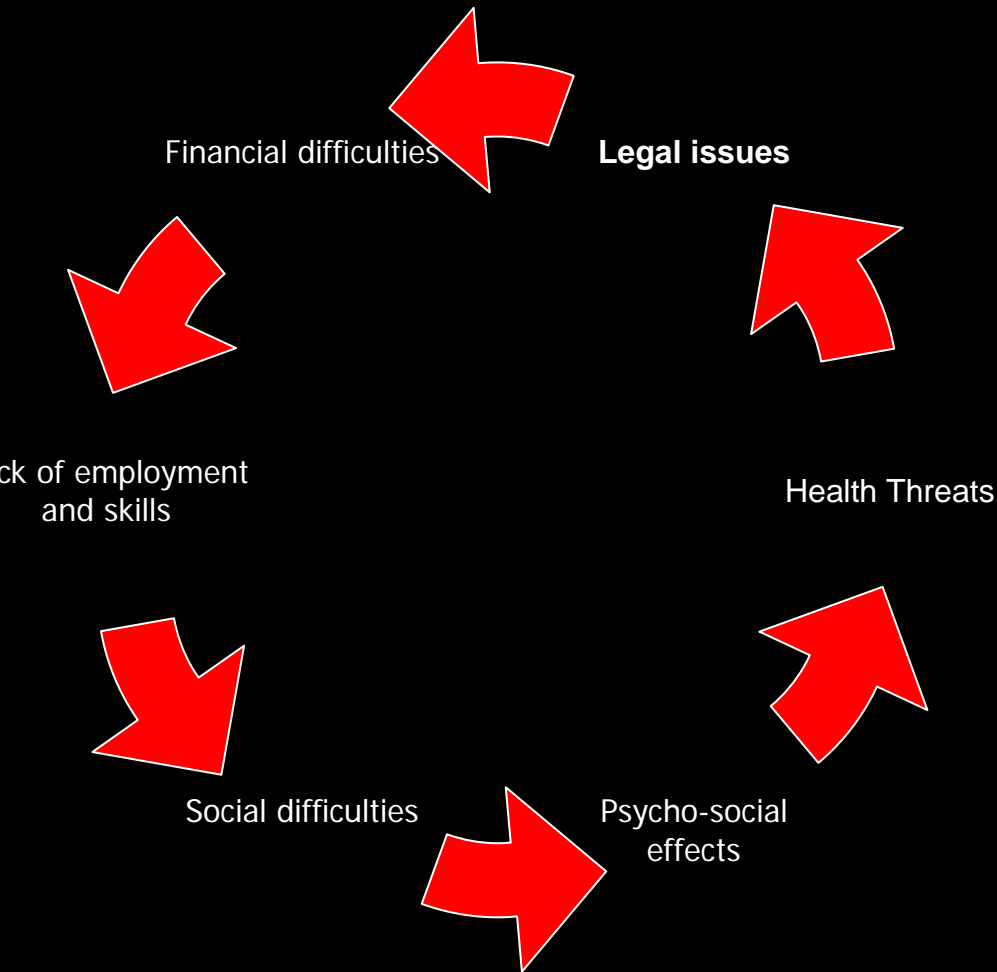 Financial difficulties
Legal issues
ck of employment
and skills
Health Threats
Social difficulties
Psycho-social
effects